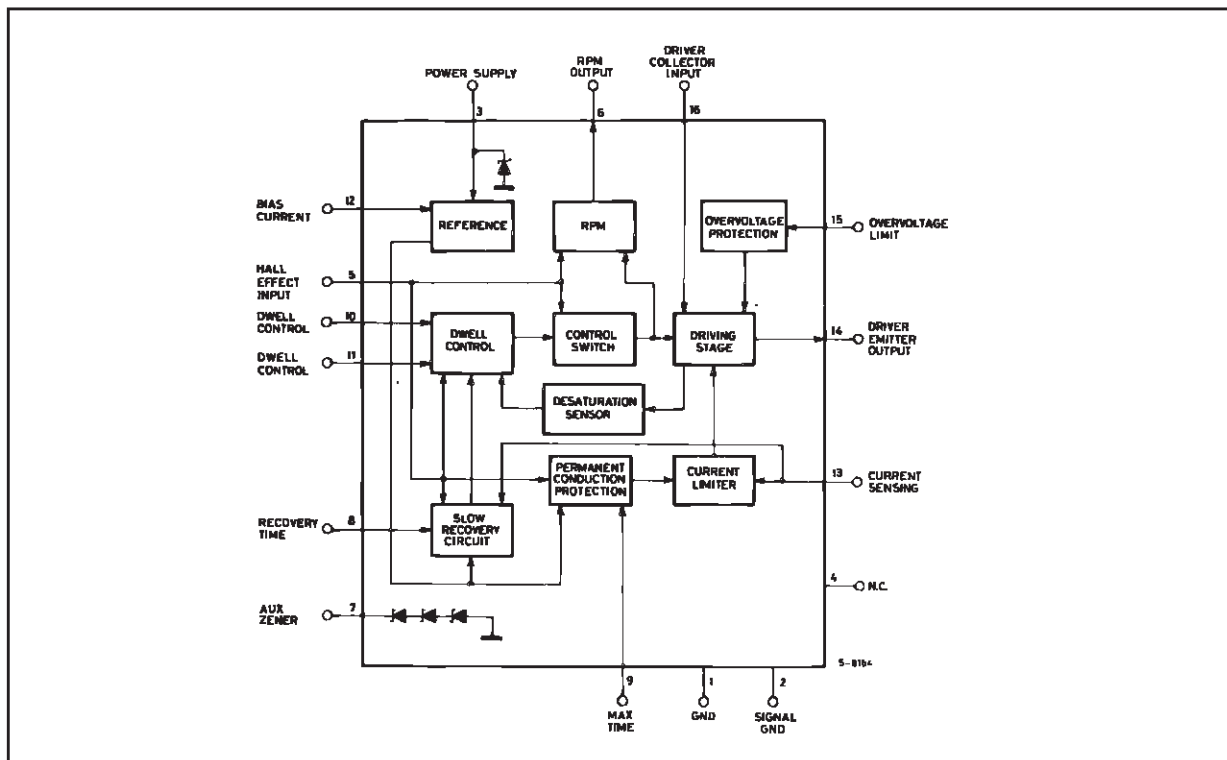 POWER SUPPLY
RPM
OUTPUT
DRIVER
COLLECTOR
INPUT
3
6
16
BIAS
CURRENT
12
REFERENCE
RPM
OVERVOLTAGE
PROTECTION
15
OVERVOLTAGE
LIMIT
HALL
EFFECT
INPUT
5
DWELL
CONTROL
10
DWELL
CONTROL
11
DWELL
CONTROL
CONTROL
SWITCH
DRIVING
STAGE
14
DRIVER
EMITTER
OUTPUT
DESATURATION
SENSOR
PERMANENT
CONDUCTION
PROTECTION
CURRENT
LIMITER
13
CURRENT
SENSING
RECOVERY
TIME
8
SLOW
RECOVERY
CIRCUIT
4
N.C.
AUX
ZENER
7
S-8164
9
1
2
MAX
TIME
GND
SIGNAL
GND